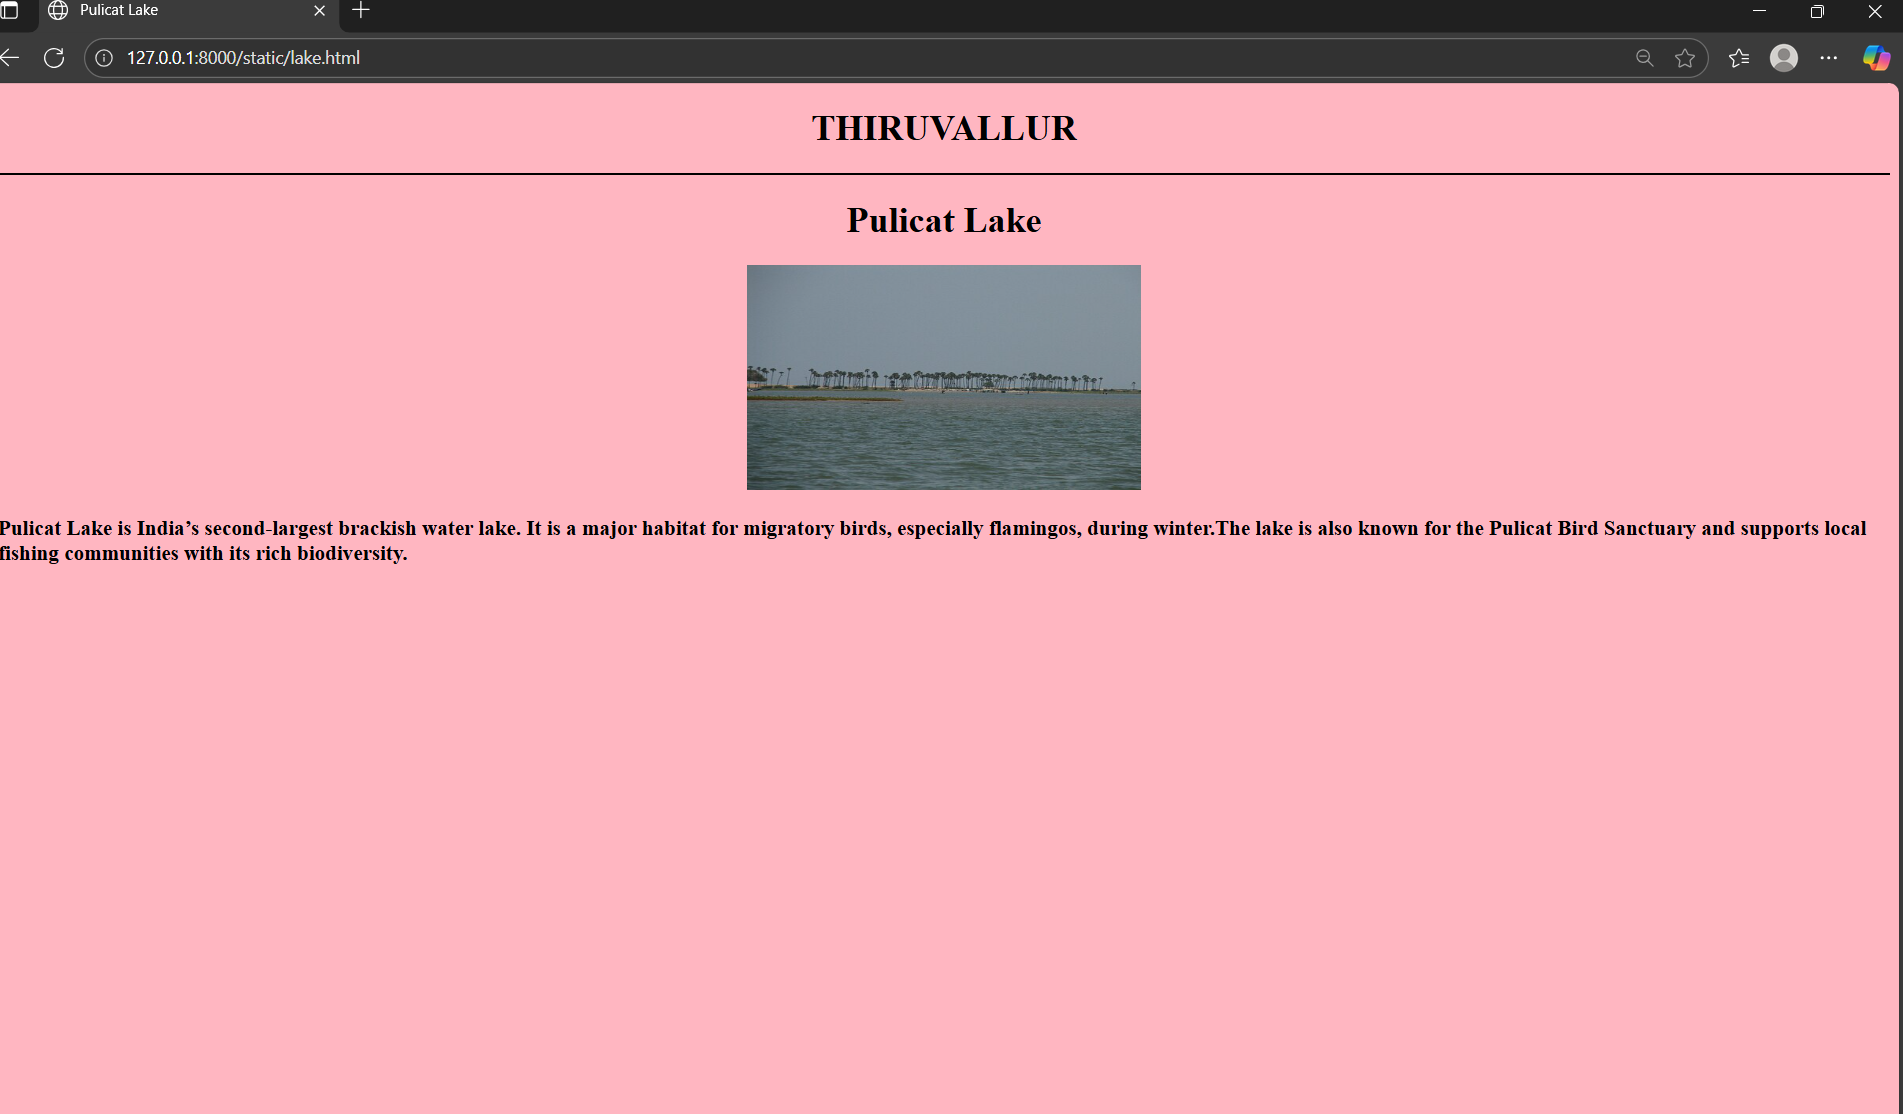 Pulicat Lake
127.0.0.1:8000/static/lake.html
THIRUVALLUR
Pulicat Lake
Pulicat Lake is India’s second-largest brackish water lake. It is a major habitat for migratory birds, especially flamingos, during winter.The lake is also known for the Pulicat Bird Sanctuary and supports local
fishing communities with its rich biodiversity.